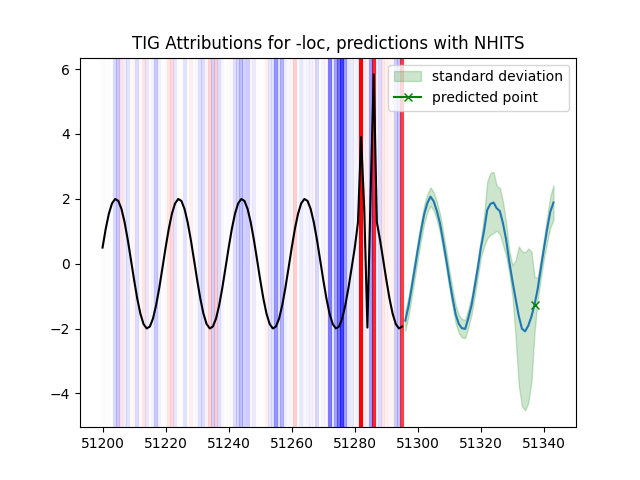 TIG Attributions for -loc, predictions with NHITS
standard deviation
predicted point
6
4
2
0
−2
−4
51200 51220 51240 51260 51280 51300 51320 51340